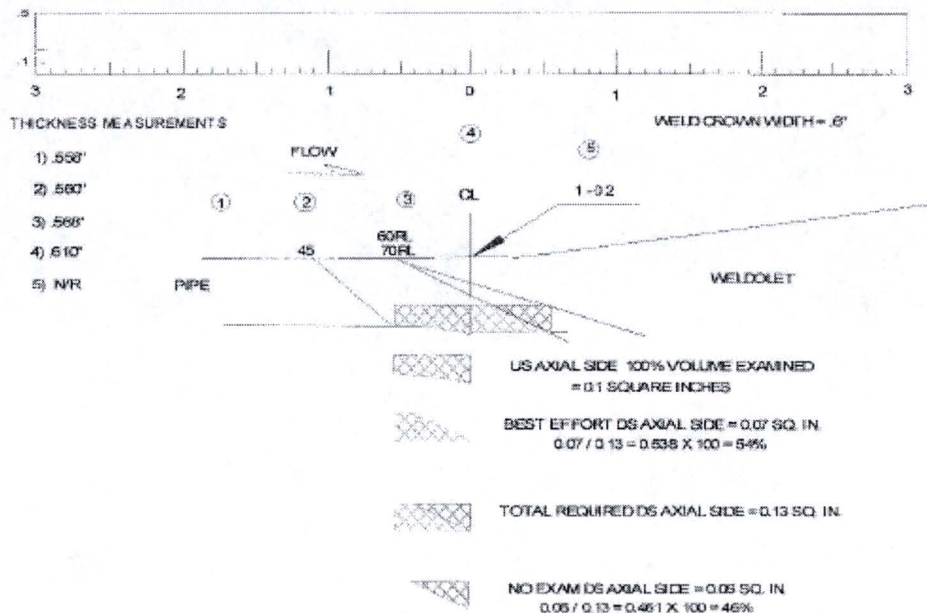 .5
.1
3 2 1 0 1 2 3
THICKNESS MEASUREMENTS
WELD CROWN WIDTH = .6"
4
5
1) .556"
FLOW
2) .560"
1 2 3
CL
1-0.2
3) .568"
60RL
4) .610"
45
70RL
5) N/R
PIPE
WELDOLET
US AXIAL SIDE 100% VOLUME EXAMINED
= 0.1 SQUARE INCHES
BEST EFFORT DS AXIAL SIDE = 0.07 SQ. IN.
0.07 / 0.13 = 0.538 X 100 = 54%
TOTAL REQUIRED DS AXIAL SIDE = 0.13 SQ. IN.
NO EXAM DS AXIAL SIDE = 0.06 SQ. IN.
0.06 / 0.13 = 0.461 X 100 = 46%